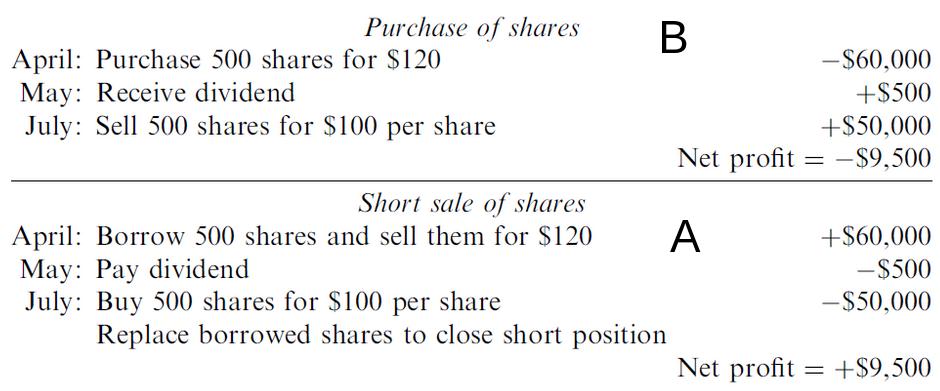 Purchase of shares B
April: Purchase 500 shares for $120 −$60,000
May: Receive dividend +$500
July: Sell 500 shares for $100 per share +$50,000
Net profit = −$9,500
Short sale of shares
April: Borrow 500 shares and sell them for $120 A +$60,000
May: Pay dividend −$500
July: Buy 500 shares for $100 per share −$50,000
Replace borrowed shares to close short position
Net profit = +$9,500